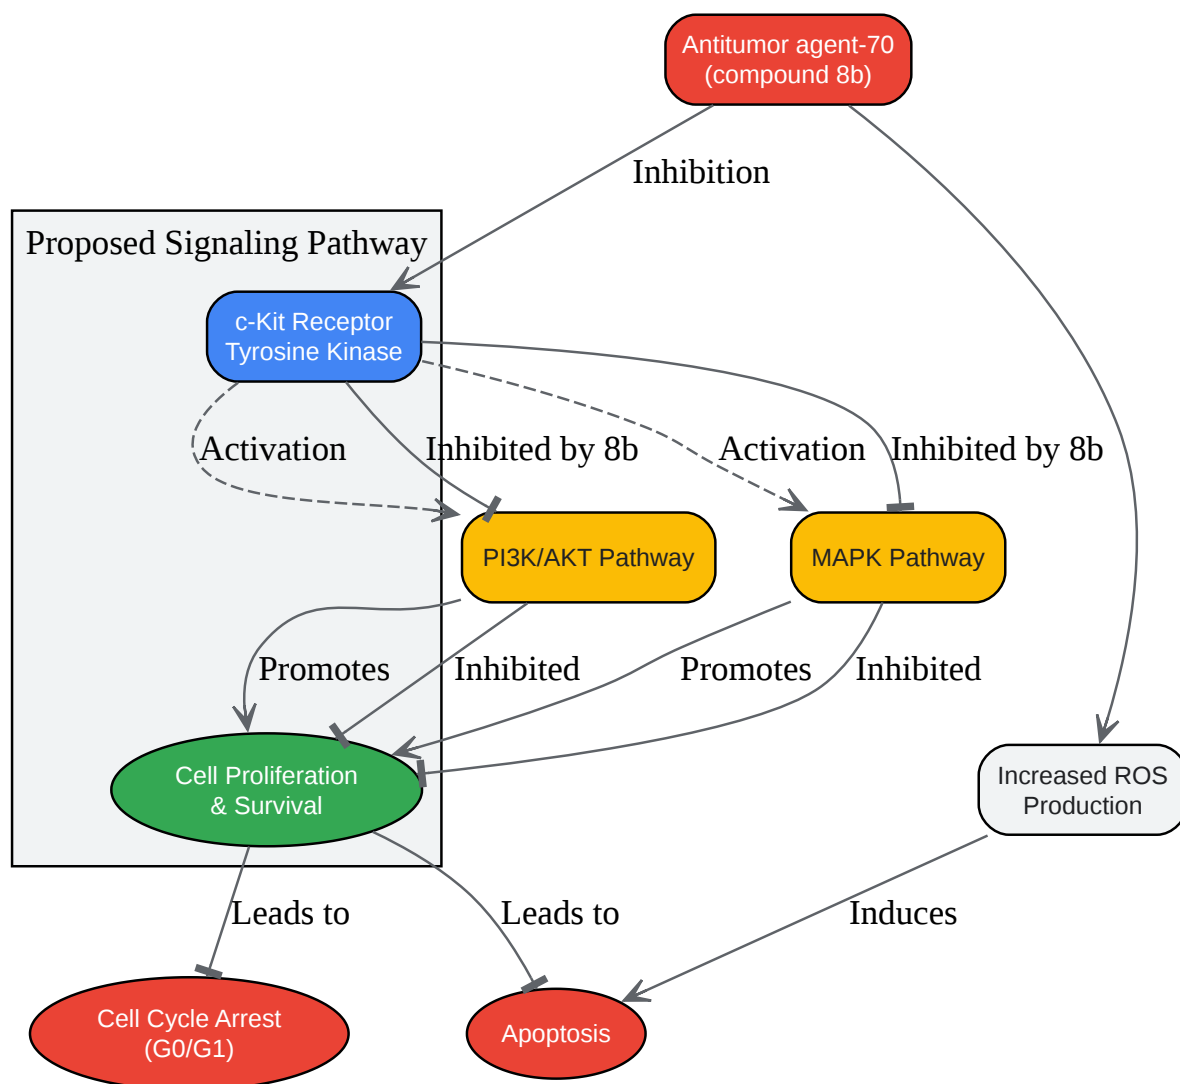 Antitumor agent-70
(compound 8b)
Inhibition
Proposed Signaling Pathway
c-Kit Receptor
Tyrosine Kinase
Activation
Inhibited by 8b
Activation
Inhibited by 8b
PI3K/AKT Pathway
MAPK Pathway
Promotes
Inhibited
Promotes
Inhibited
Cell Proliferation
& Survival
Increased ROS
Production
Leads to
Leads to
Induces
Cell Cycle Arrest
(G0/G1)
Apoptosis